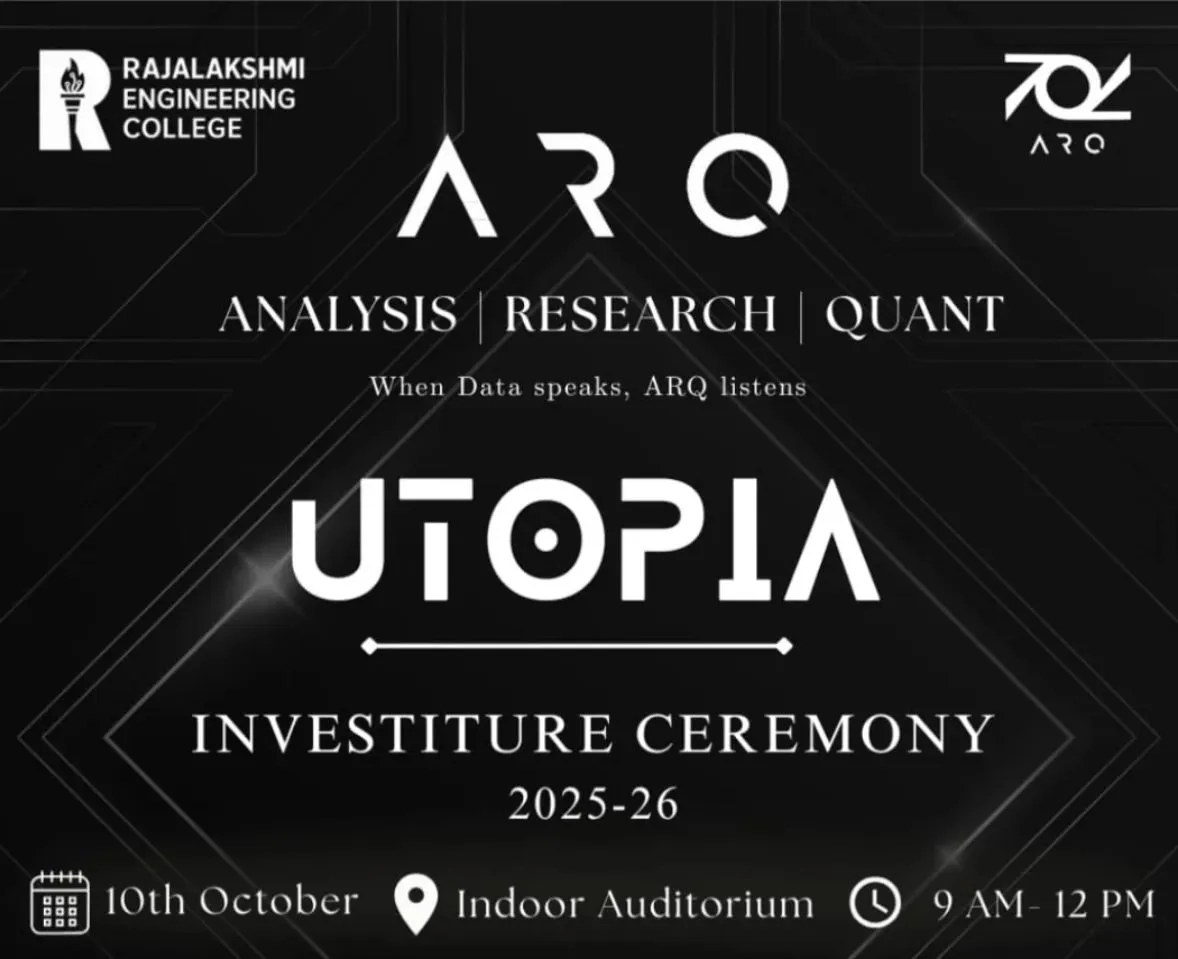 RAJALAKSHMI
ENGINEERING
COLLEGE
ARQ
ARQ
ANALYSIS | RESEARCH | QUANT
When Data speaks, ARQ listens
UTOPIA
INVESTITURE CEREMONY
2025-26
10th October
Indoor Auditorium
9 AM- 12 PM